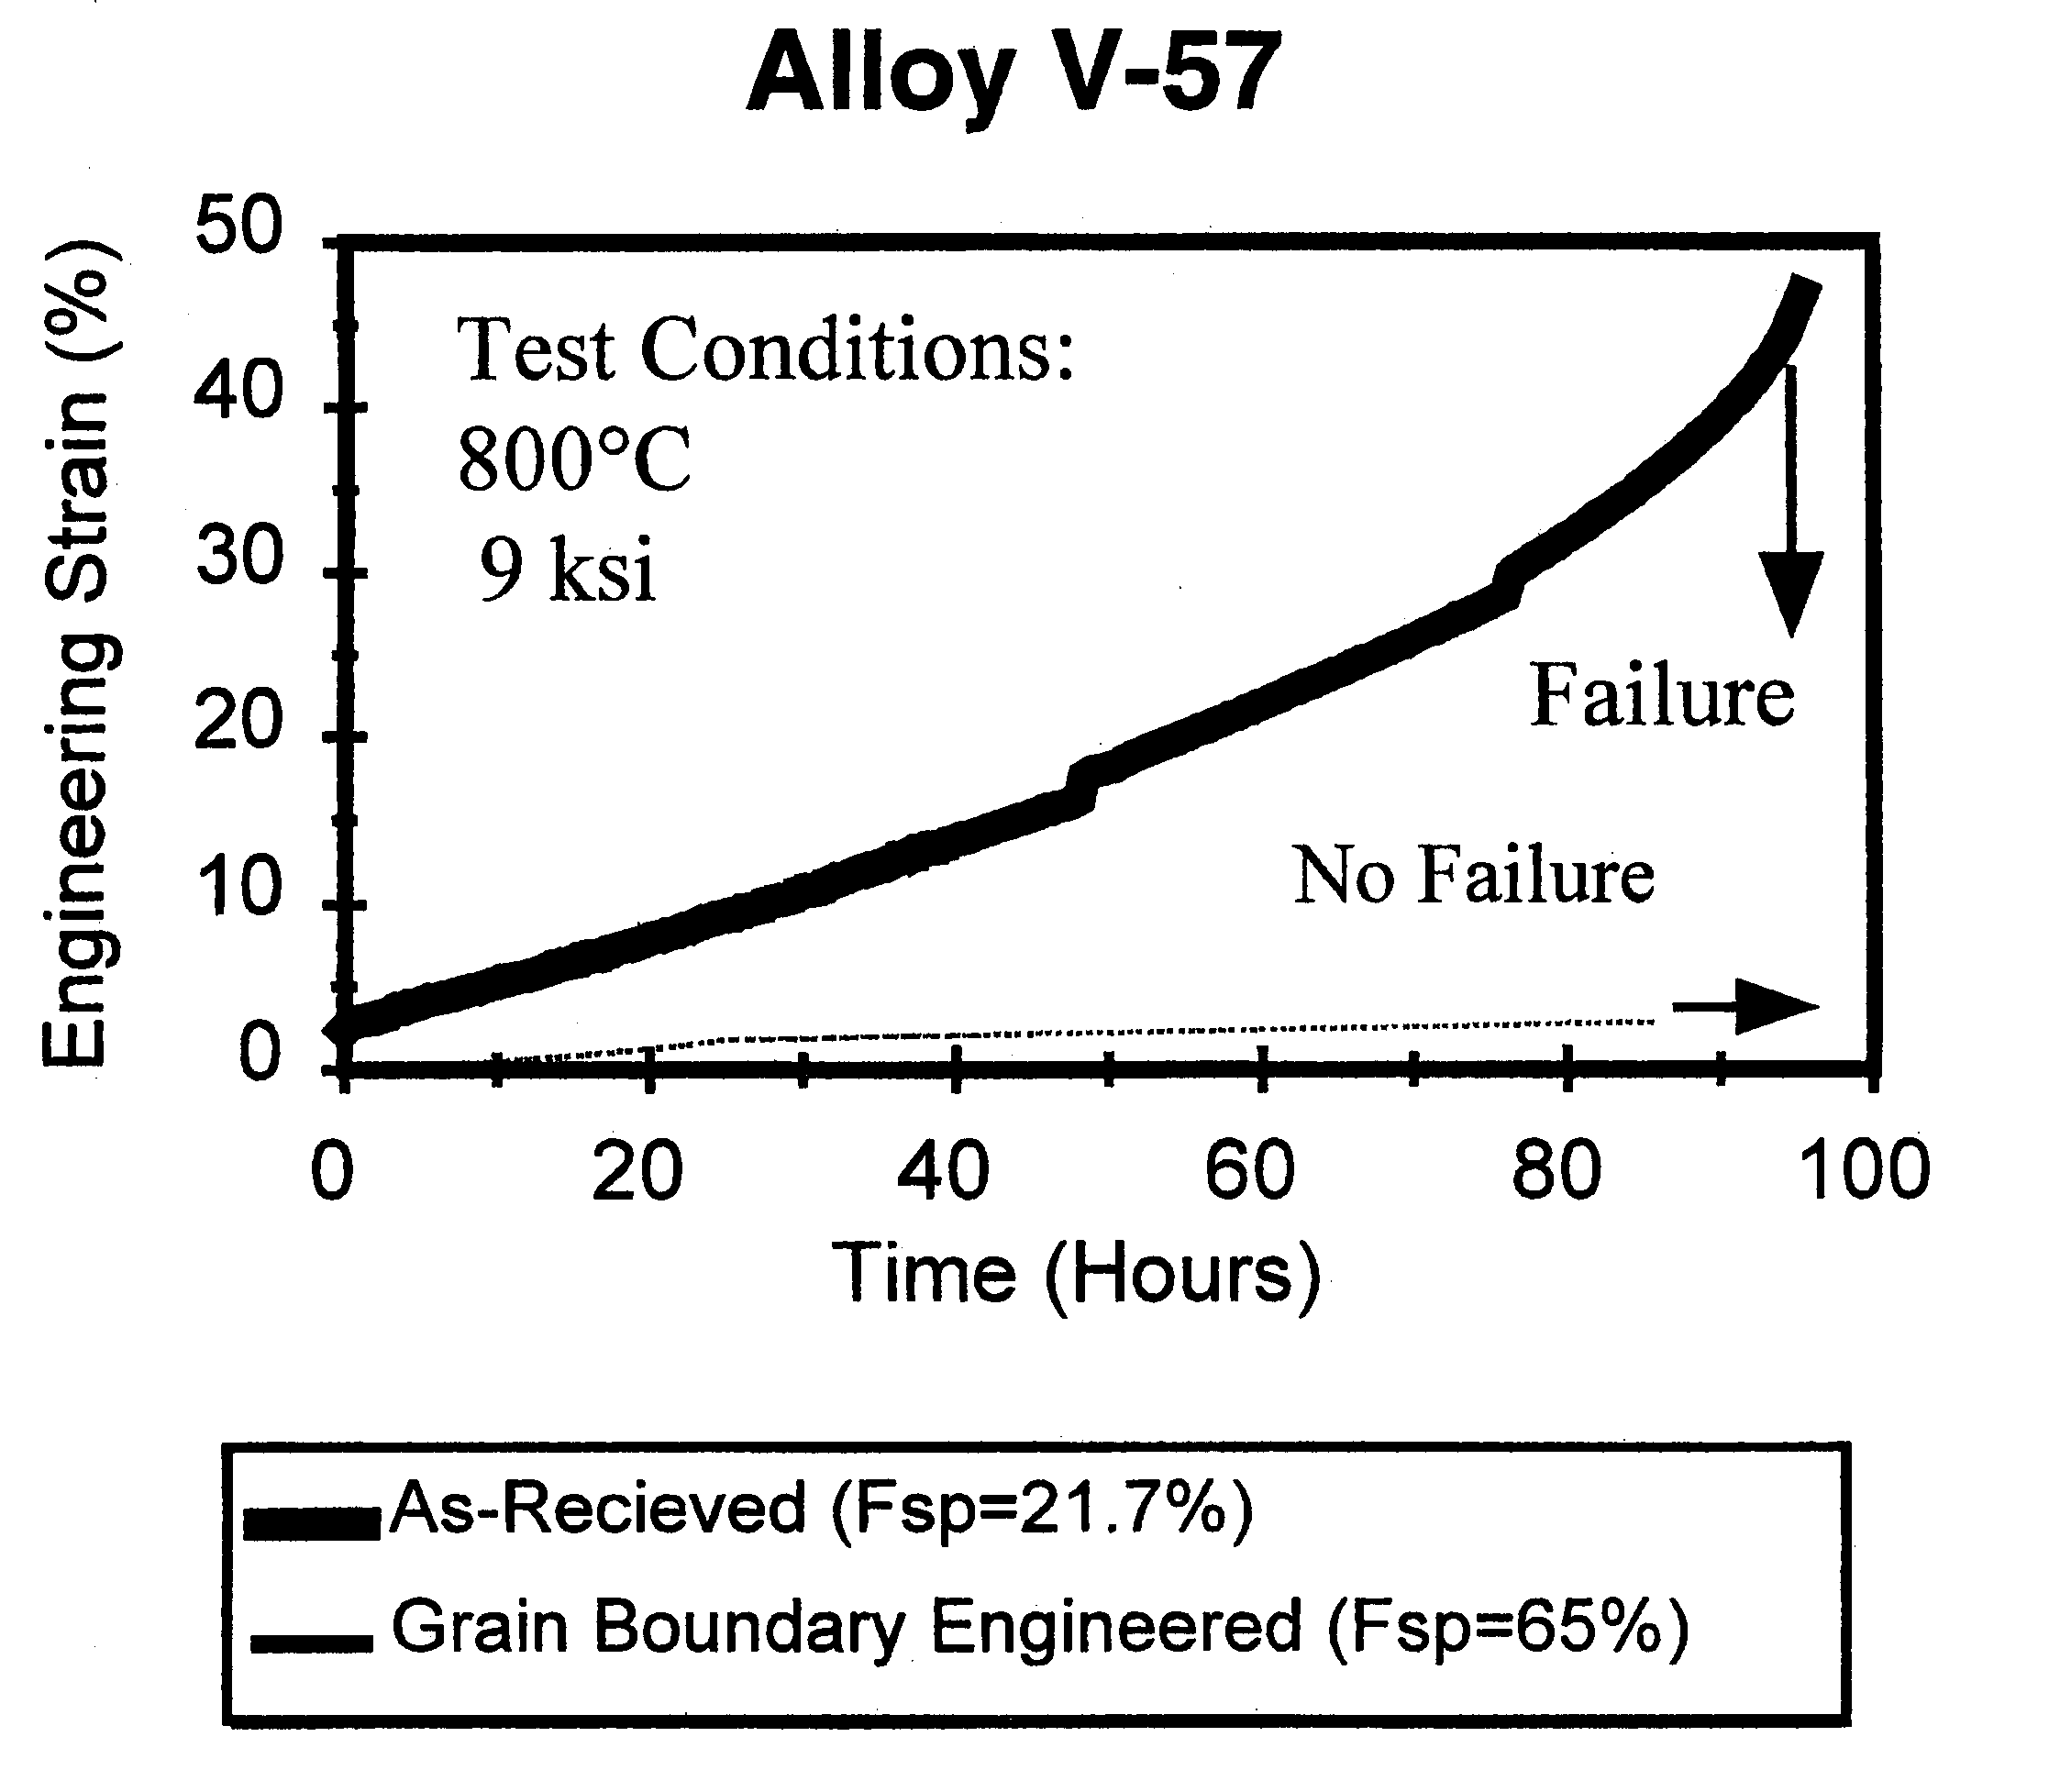 Alloy V-57
50
40
30
20
10
0
Engineering Strain (%)
Test Conditions:
800°C
9 ksi
Failure
No Failure
0 20 40 60 80 100
Time (Hours)
As-Recieved (Fsp=21.7%)
Grain Boundary Engineered (Fsp=65%)